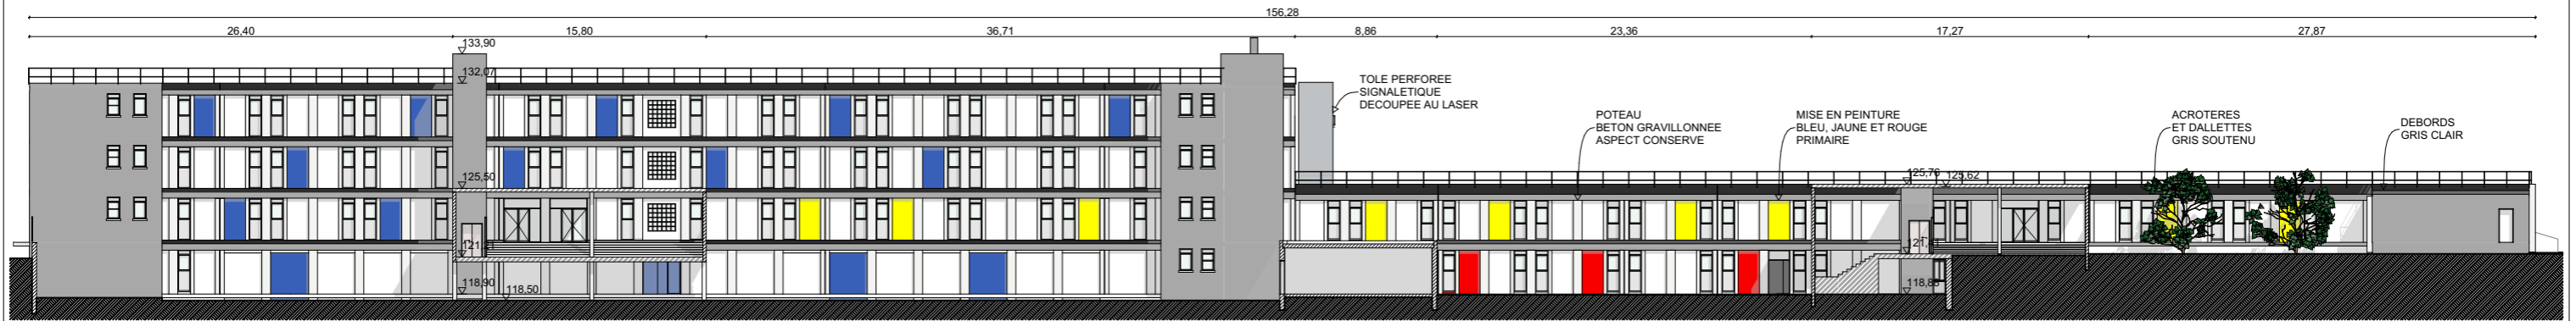 156,28
26,40
15,80
36,71
8,86
23,36
17,27
27,87
133,90
132,07
TOLE PERFOREE
SIGNALETIQUE
DECOUPEE AU LASER
POTEAU
BETON GRAVILLONNEE
ASPECT CONSERVE
MISE EN PEINTURE
BLEU, JAUNE ET ROUGE
PRIMAIRE
ACROTERES
ET DALLETTES
GRIS SOUTENU
DEBORDS
GRIS CLAIR
125,50
125,76
125,62
118,90
118,50
118,88